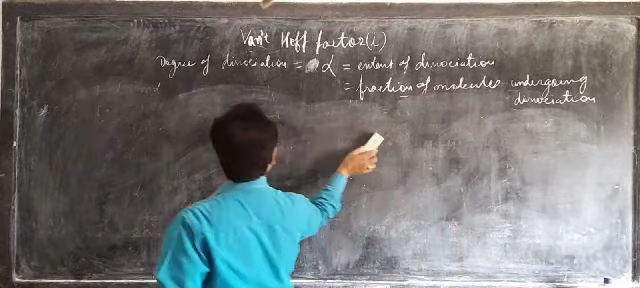 Van't Hoff factor (i)
Degree of dissociation = α = extent of dissociation
= fraction of molecules undergoing
dissociation